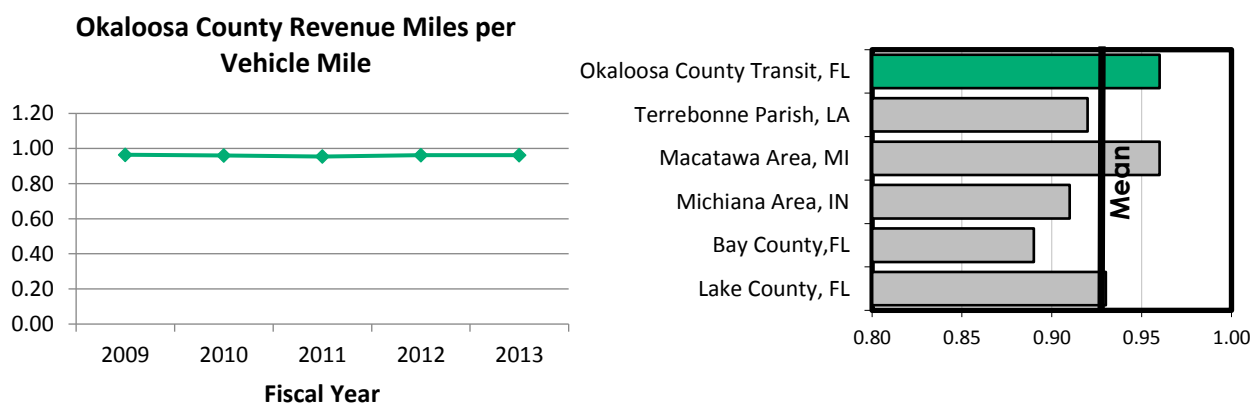 Okaloosa County Revenue Miles per
Vehicle Mile
1.20
1.00
0.80
0.60
0.40
0.20
0.00
2009 2010 2011 2012 2013
Fiscal Year
Okaloosa County Transit, FL
Terrebonne Parish, LA
Macatawa Area, MI
Michiana Area, IN
Bay County,FL
Lake County, FL
Mean
0.80 0.85 0.90 0.95 1.00